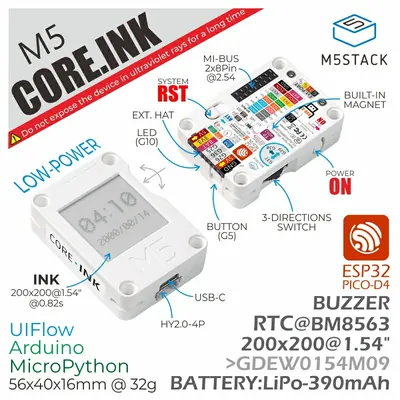 M5
CORE.INK
Do not expose the device in ultraviolet rays for a long time
M5STACK
MI-BUS
2x8Pin
@2.54
SYSTEM
RST
EXT. HAT
LED
(G10)
BUILT-IN
MAGNET
LOW-POWER
POWER
ON
BUTTON
(G5)
3-DIRECTIONS
SWITCH
04:10
2000/00/14
CORE·INK
M5
INK
200x200@1.54"
@0.82s
USB-C
HY2.0-4P
ESP32
PICO-D4
UIFlow
Arduino
MicroPython
56x40x16mm @ 32g
BUZZER
RTC@BM8563
200x200@1.54"
>GDEW0154M09
BATTERY:LiPo-390mAh